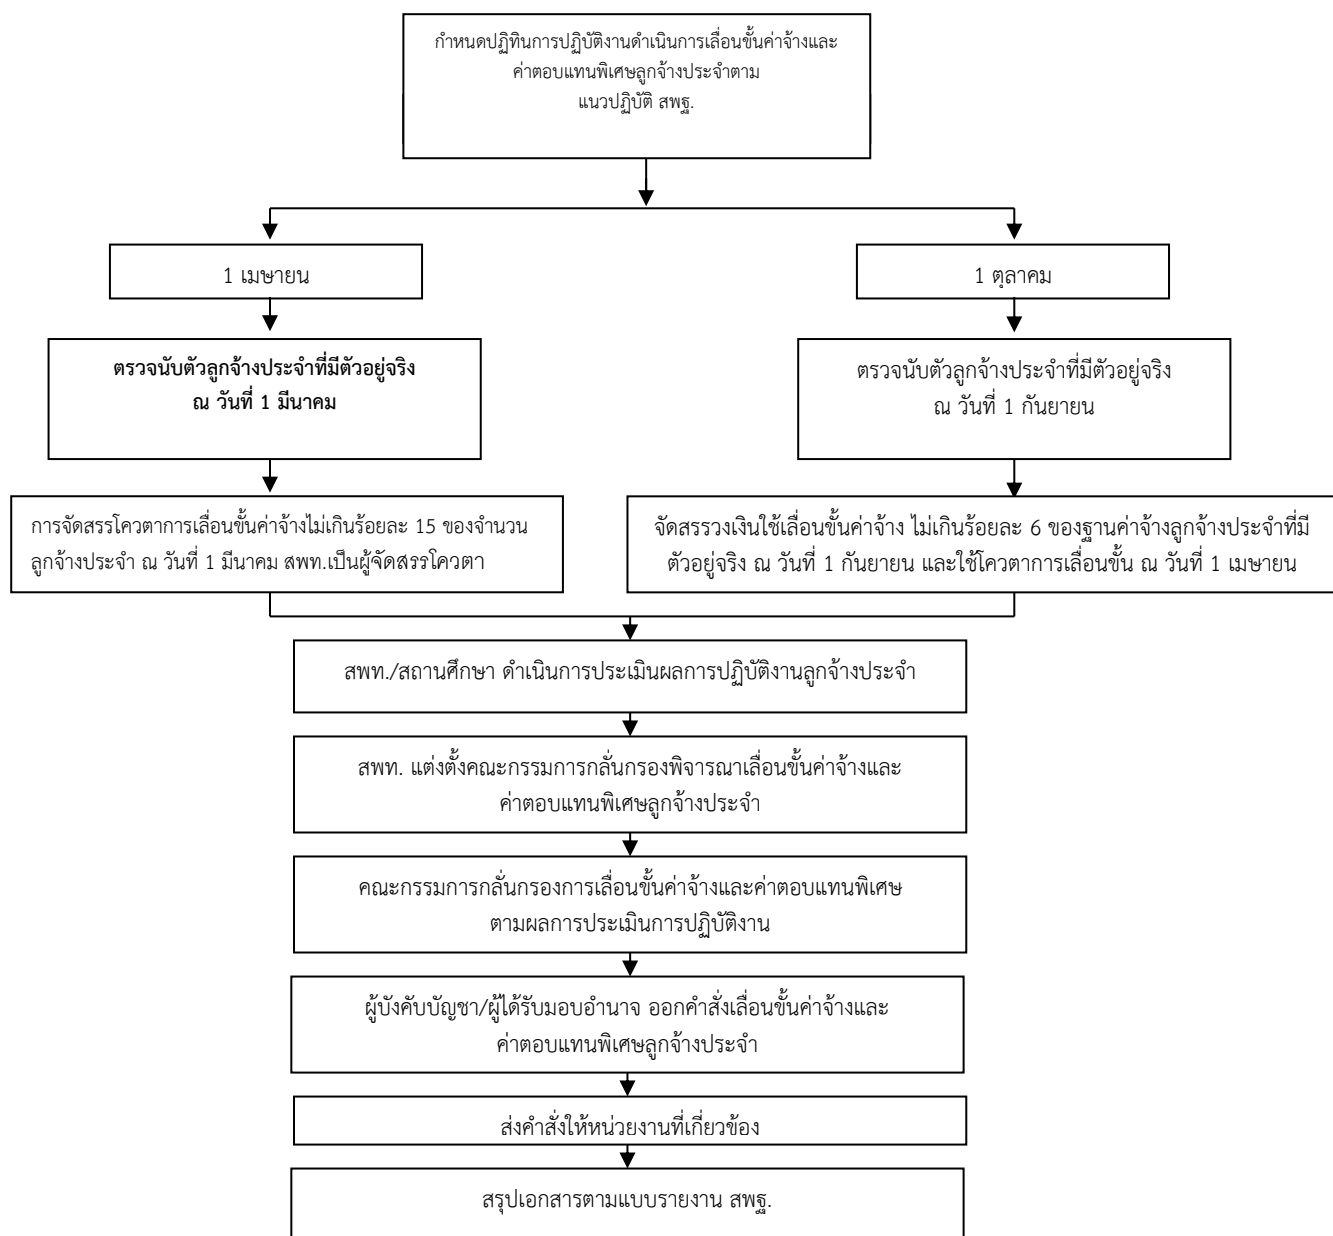 กำหนดปฏิทินการปฏิบัติงานดำเนินการเลื่อนขั้นค่าจ้างและ
ค่าตอบแทนพิเศษลูกจ้างประจำตาม
แนวปฏิบัติ สพฐ.
1 เมษายน
1 ตุลาคม
ตรวจนับตัวลูกจ้างประจำที่มีตัวอยู่จริง
ณ วันที่ 1 มีนาคม
ตรวจนับตัวลูกจ้างประจำที่มีตัวอยู่จริง
ณ วันที่ 1 กันยายน
การจัดสรรโควตาการเลื่อนขั้นค่าจ้างไม่เกินร้อยละ 15 ของจำนวน
ลูกจ้างประจำ ณ วันที่ 1 มีนาคม สพท.เป็นผู้จัดสรรโควตา
จัดสรรวงเงินใช้เลื่อนขั้นค่าจ้าง ไม่เกินร้อยละ 6 ของฐานค่าจ้างลูกจ้างประจำที่มี
ตัวอยู่จริง ณ วันที่ 1 กันยายน และใช้โควตาการเลื่อนขั้น ณ วันที่ 1 เมษายน
สพท./สถานศึกษา ดำเนินการประเมินผลการปฏิบัติงานลูกจ้างประจำ
สพท. แต่งตั้งคณะกรรมการกลั่นกรองพิจารณาเลื่อนขั้นค่าจ้างและ
ค่าตอบแทนพิเศษลูกจ้างประจำ
คณะกรรมการกลั่นกรองการเลื่อนขั้นค่าจ้างและค่าตอบแทนพิเศษ
ตามผลการประเมินการปฏิบัติงาน
ผู้บังคับบัญชา/ผู้ได้รับมอบอำนาจ ออกคำสั่งเลื่อนขั้นค่าจ้างและ
ค่าตอบแทนพิเศษลูกจ้างประจำ
ส่งคำสั่งให้หน่วยงานที่เกี่ยวข้อง
สรุปเอกสารตามแบบรายงาน สพฐ.